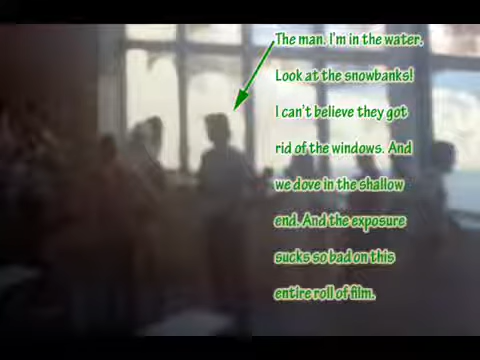 The man. I'm in the water.
Look at the snowbanks!
I can't believe they got
rid of the windows. And
we dove in the shallow
end. And the exposure
sucks so bad on this
entire roll of film.